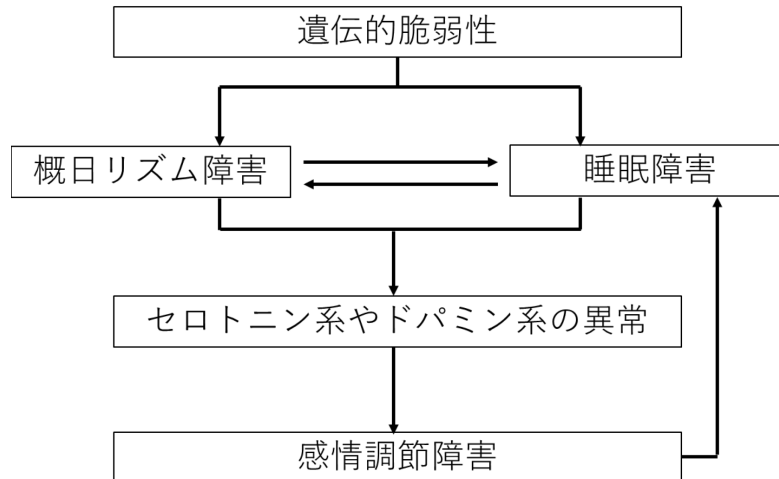 遺伝的脆弱性
概日リズム障害
睡眠障害
セロトニン系やドパミン系の異常
感情調節障害